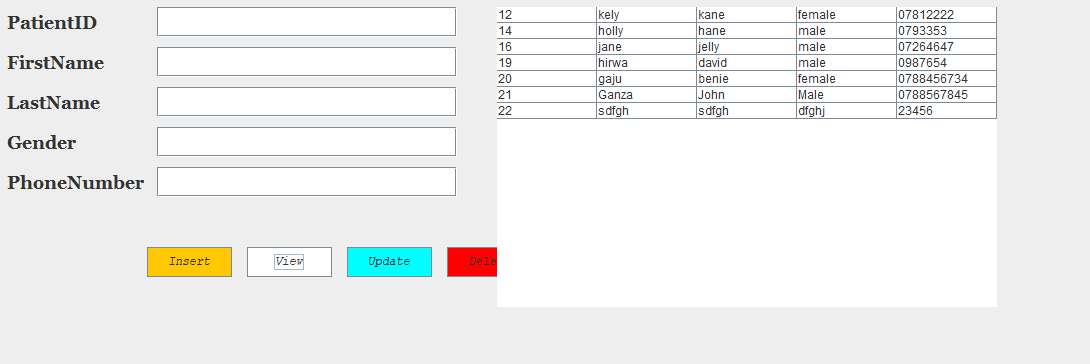 PatientID
FirstName
LastName
Gender
PhoneNumber
Insert View Update Dele
12 kely kane female 07812222
14 holly hane male 0793353
16 jane jelly male 07264647
19 hirwa david male 0987654
20 gaju benie female 0788456734
21 Ganza John Male 0788567845
22 sdfgh sdfgh dfghj 23456